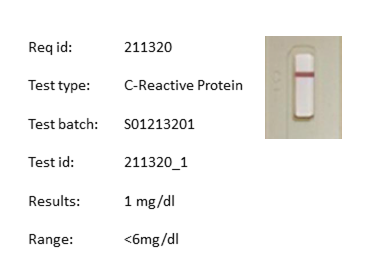 Req id: 211320
Test type: C-Reactive Protein
Test batch: S01213201
Test id: 211320_1
Results: 1 mg/dl
Range: <6mg/dl